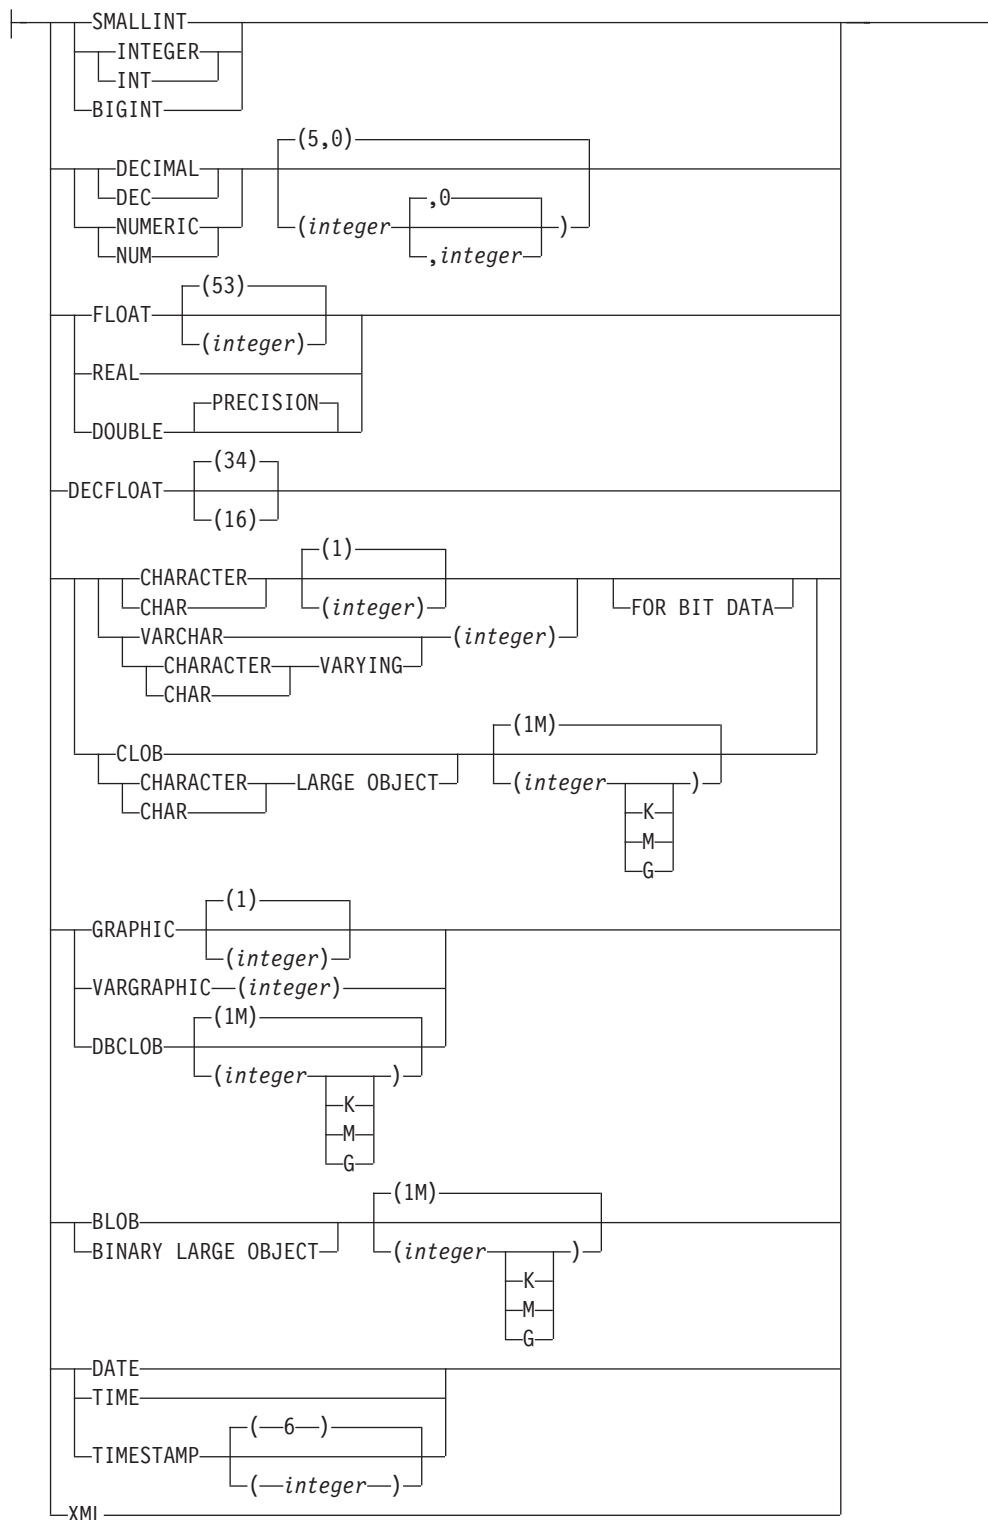 SMALLINT
INTEGER
INT
BIGINT
(5,0)
DECIMAL
DEC
,0
NUMERIC
(integer )
NUM
,integer
(53)
FLOAT
(integer)
REAL
PRECISION
DOUBLE
(34)
DECFLOAT
(16)
(1)
CHARACTER
CHAR
(integer)
FOR BIT DATA
VARCHAR
(integer)
CHARACTER VARYING
CHAR
(1M)
CLOB
CHARACTER LARGE OBJECT
(integer )
CHAR
K
M
G
(1)
GRAPHIC
(integer)
VARGRAPHIC (integer)
(1M)
DBCLOB
(integer )
K
M
G
(1M)
BLOB
BINARY LARGE OBJECT
(integer )
K
M
G
DATE
TIME
( 6 )
TIMESTAMP
( integer )
XML